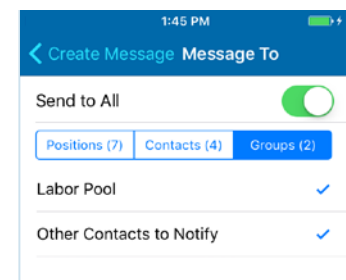 1:45 PM
Create Message Message To
Send to All
Positions (7) Contacts (4) Groups (2)
Labor Pool
Other Contacts to Notify